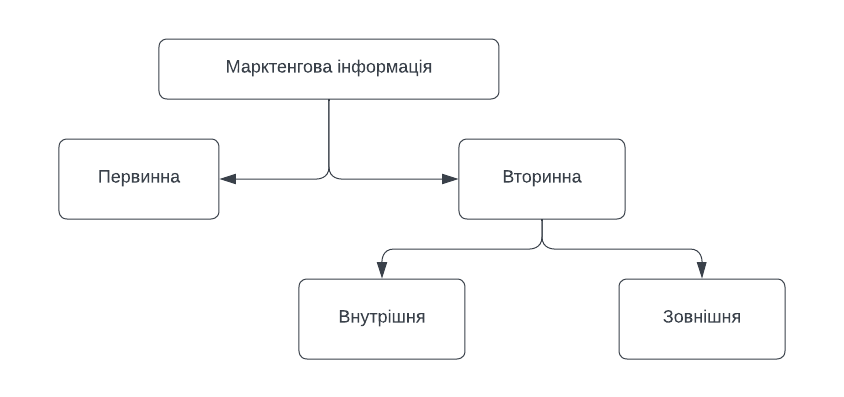 Марктенгова інформація
Первинна
Вторинна
Внутрішня
Зовнішня